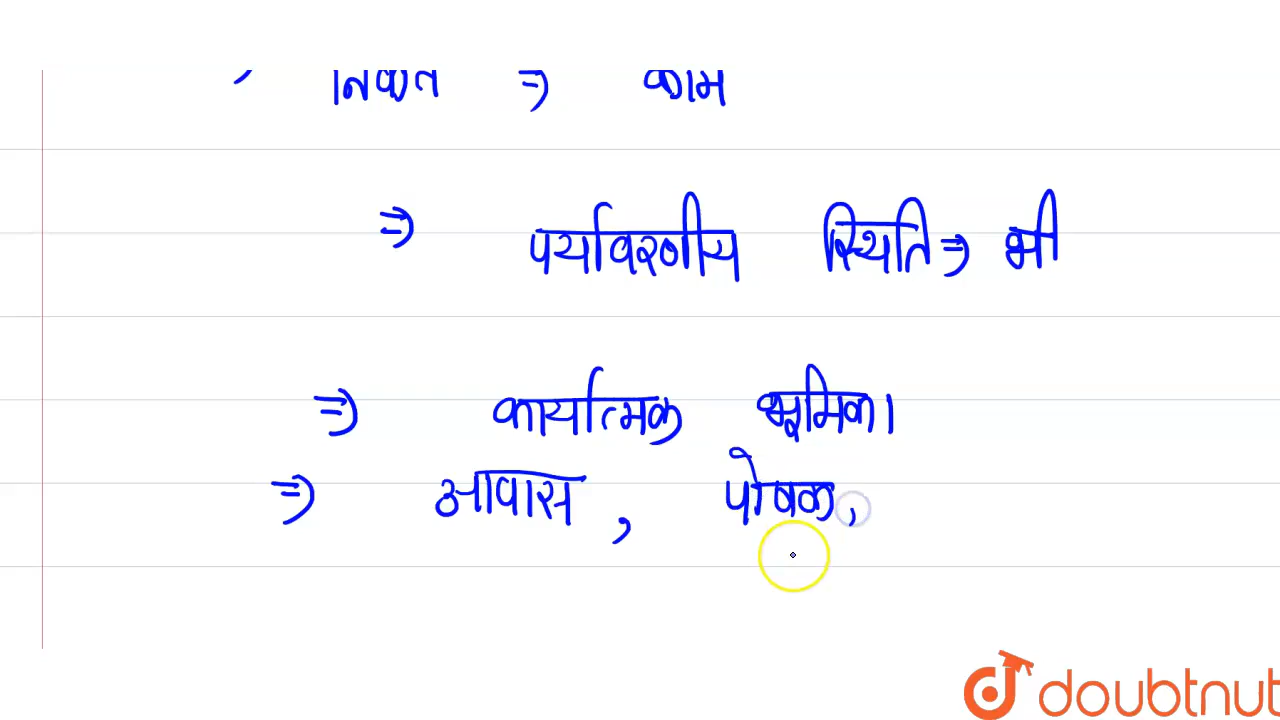 ⇒ काम
⇒ पर्यावरणीय स्थिति ⇒ भी
⇒ कार्यात्मक भूमिका
⇒ आवास, पोषक,
doubtnut